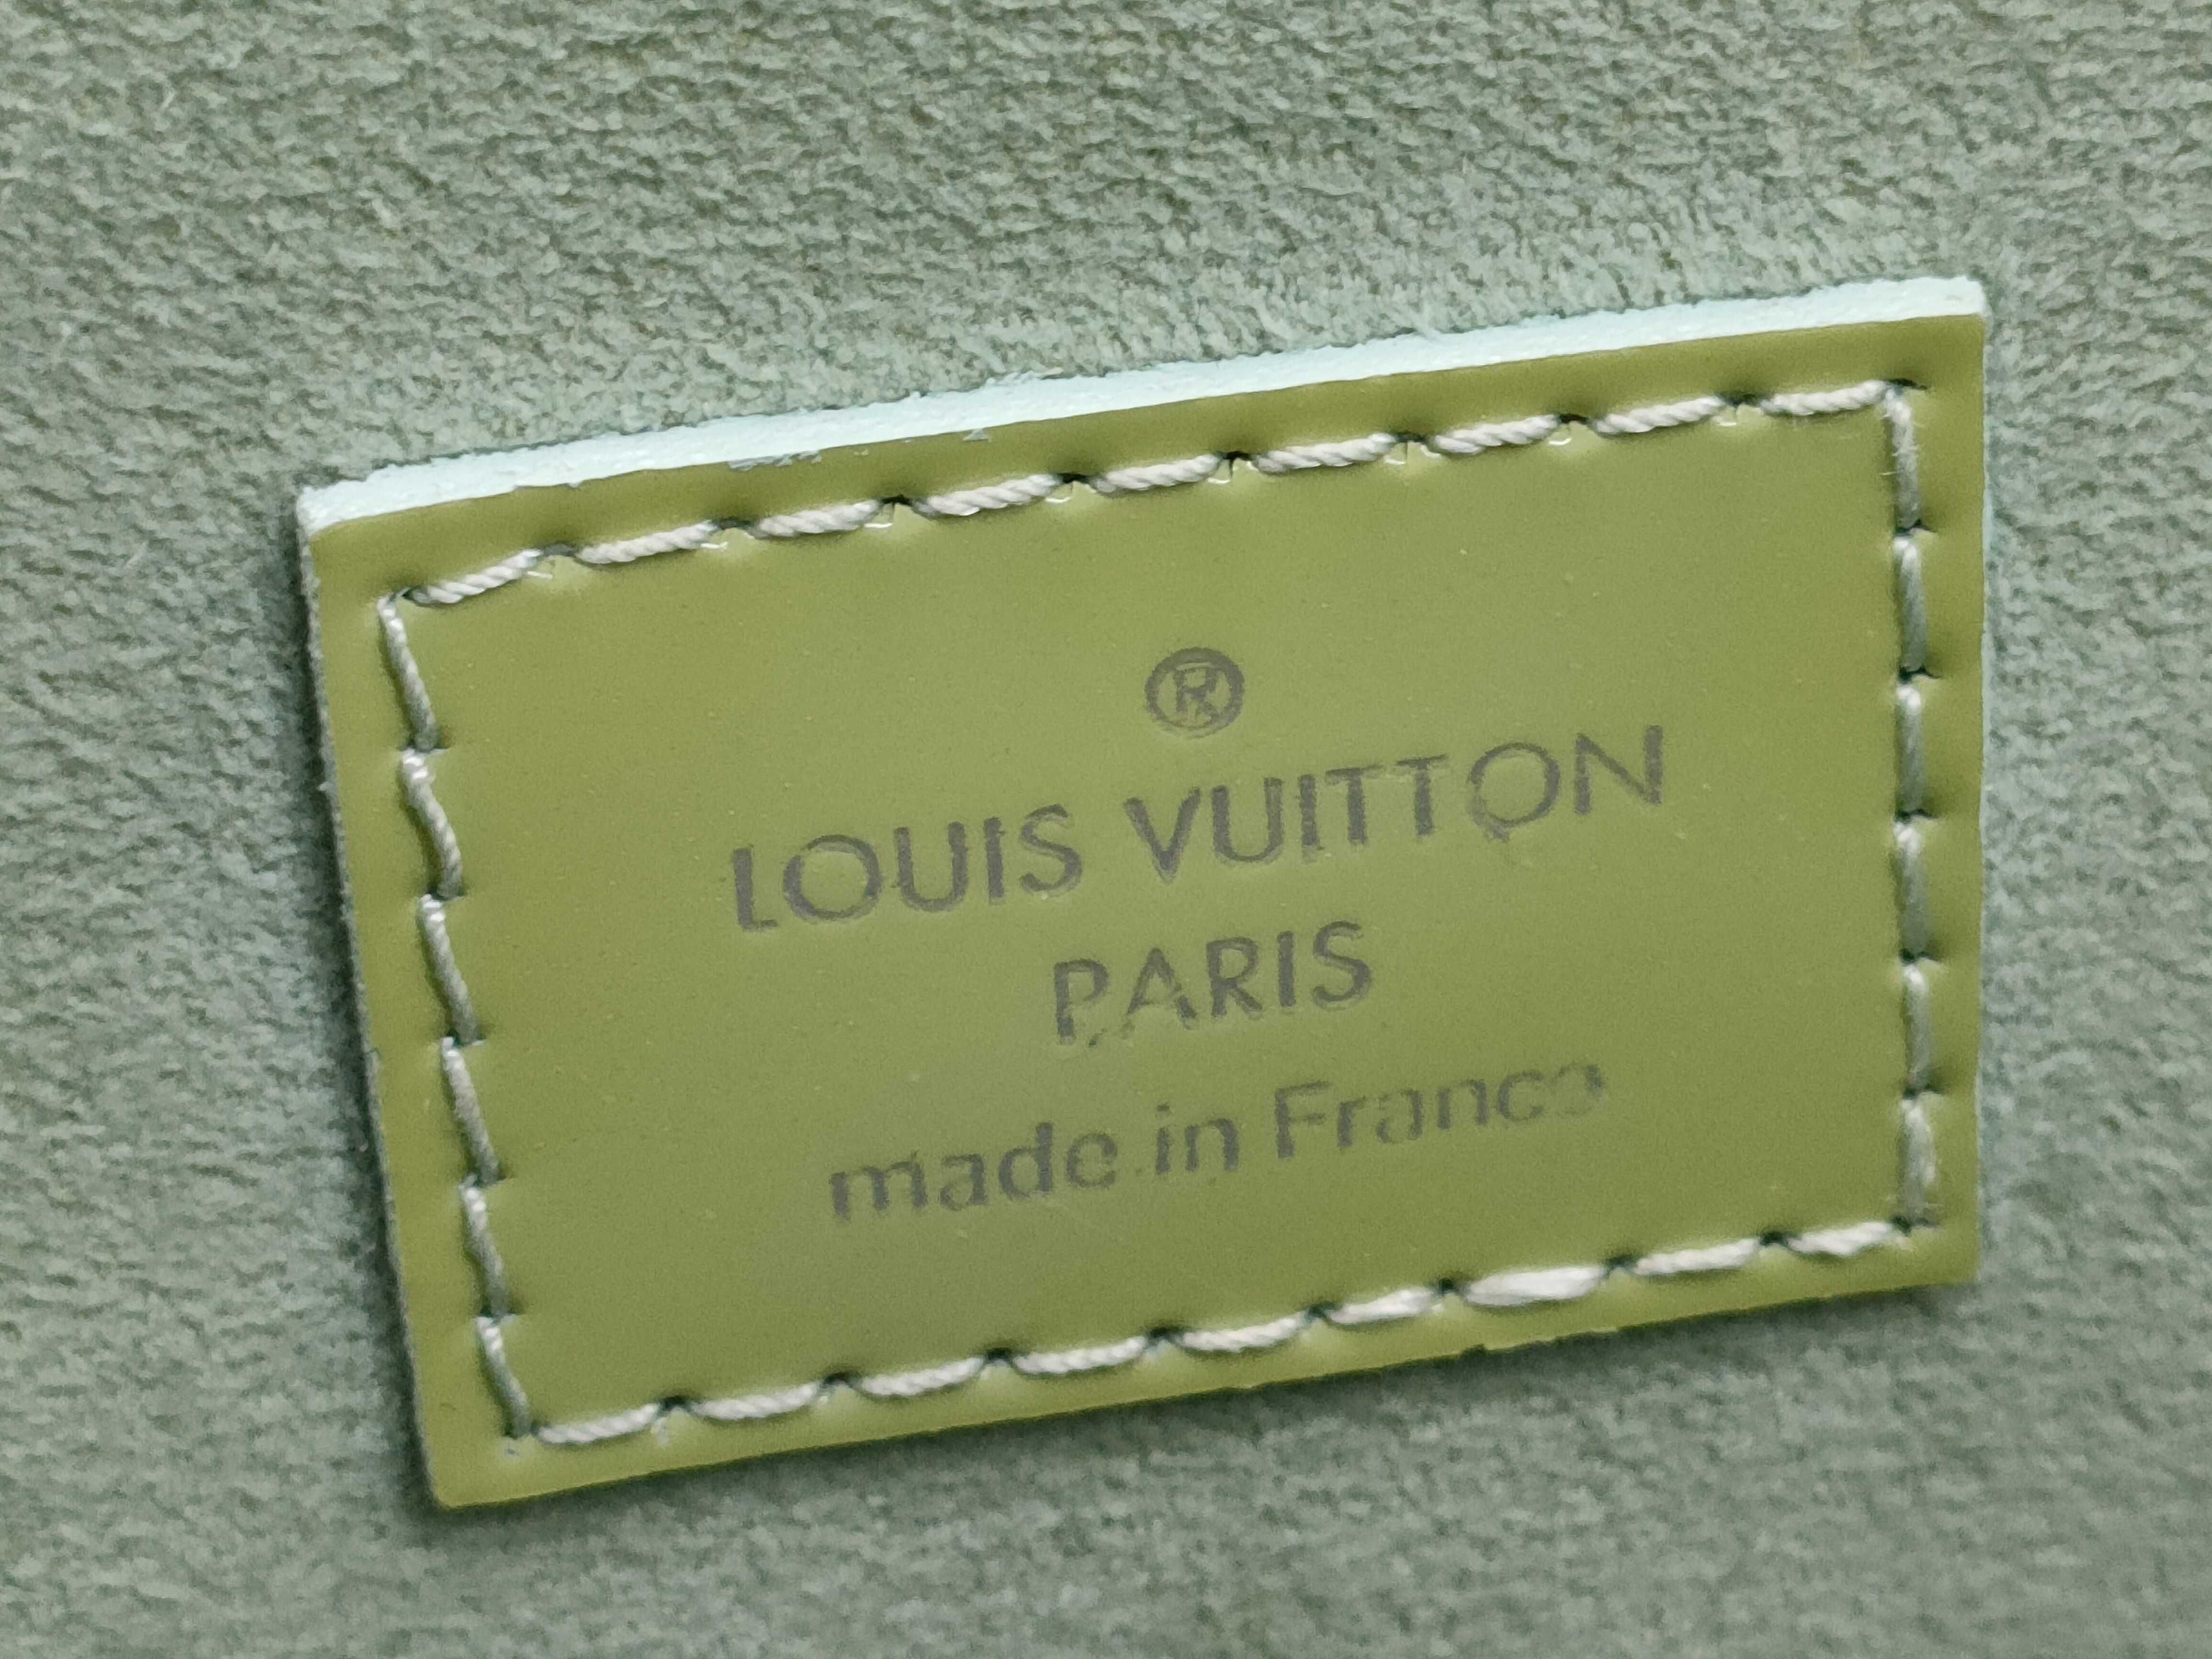 ®
LOUIS VUITTON
PARIS
made in France